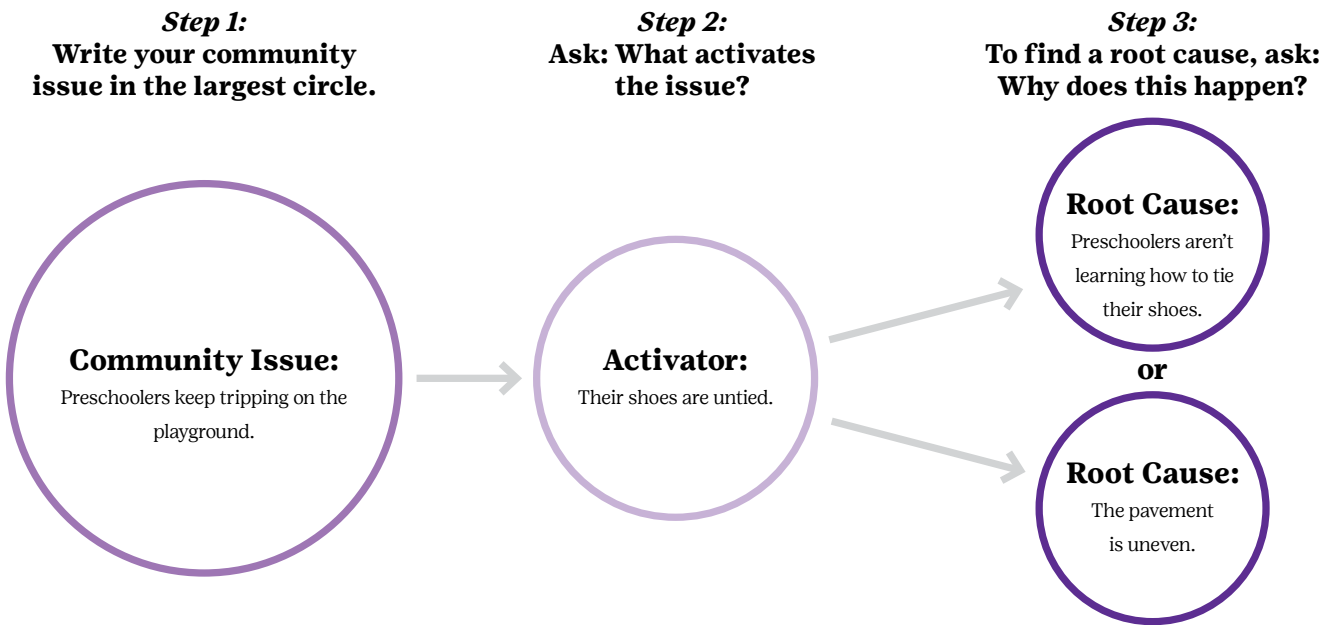 Step 1:
Write your community
issue in the largest circle.
Step 2:
Ask: What activates
the issue?
Step 3:
To find a root cause, ask:
Why does this happen?
Community Issue:
Preschoolers keep tripping on the
playground.
Activator:
Their shoes are untied.
Root Cause:
Preschoolers aren’t
learning how to tie
their shoes.
or
Root Cause:
The pavement
is uneven.